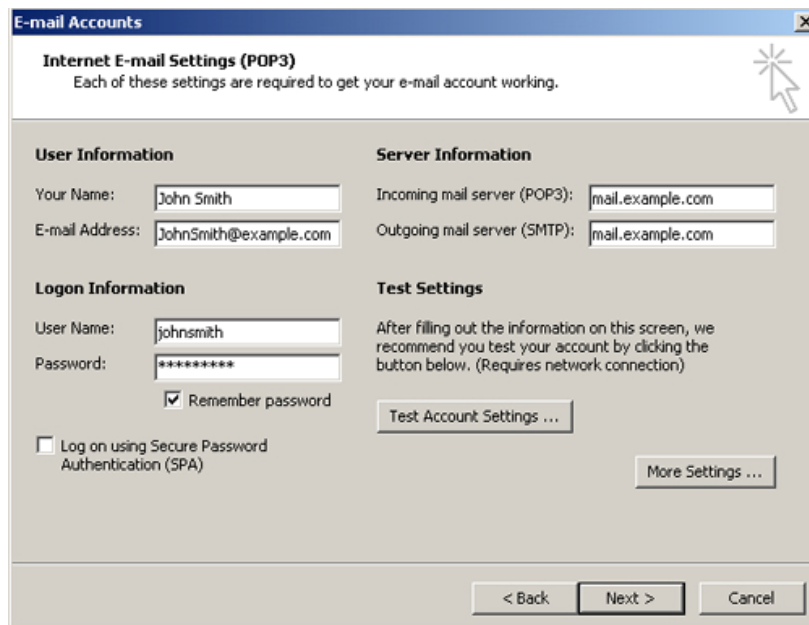 E-mail Accounts
Internet E-mail Settings (POP3)
Each of these settings are required to get your e-mail account working.
User Information
Your Name: John Smith
E-mail Address: JohnSmith@example.com
Server Information
Incoming mail server (POP3): mail.example.com
Outgoing mail server (SMTP): mail.example.com
Logon Information
User Name: johnsmith
Password: *********
Remember password
Log on using Secure Password
Authentication (SPA)
Test Settings
After filling out the information on this screen, we
recommend you test your account by clicking the
button below. (Requires network connection)
Test Account Settings ...
More Settings ...
< Back
Next >
Cancel